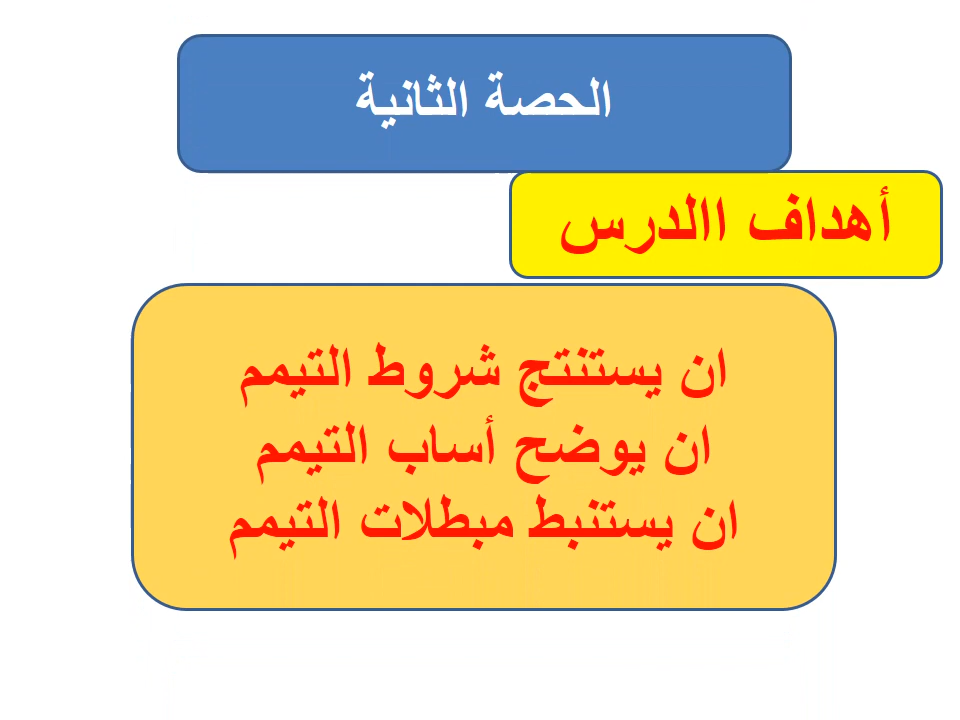 الحصة الثانية
أهداف االدرس
ان يستنتج شروط التيمم
ان يوضح أساب التيمم
ان يستنبط مبطلات التيمم